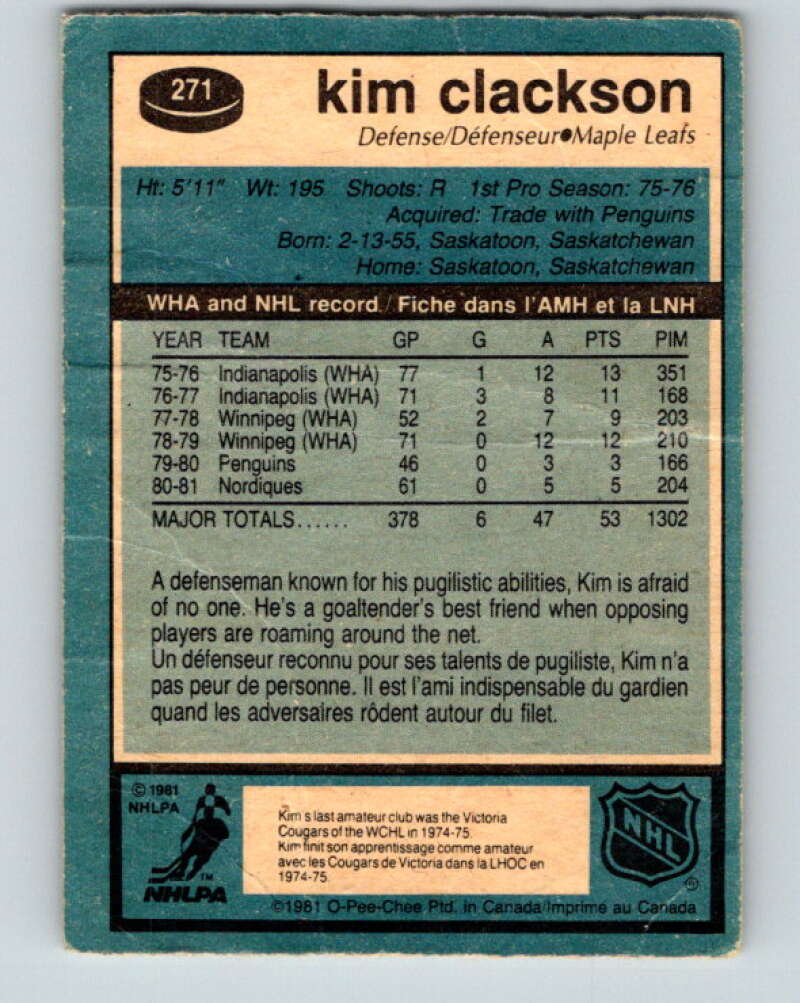 271
kim clackson
Defense/Défenseur●Maple Leafs
Ht: 5'11" Wt: 195 Shoots: R 1st Pro Season: 75-76
Acquired: Trade with Penguins
Born: 2-13-55, Saskatoon, Saskatchewan
Home: Saskatoon, Saskatchewan
WHA and NHL record / Fiche dans l'AMH et la LNH
YEAR TEAM GP G A PTS PIM
75-76 Indianapolis (WHA) 77 1 12 13 351
76-77 Indianapolis (WHA) 71 3 8 11 168
77-78 Winnipeg (WHA) 52 2 7 9 203
78-79 Winnipeg (WHA) 71 0 12 12 210
79-80 Penguins 46 0 3 3 166
80-81 Nordiques 61 0 5 5 204
MAJOR TOTALS...... 378 6 47 53 1302
A defenseman known for his pugilistic abilities, Kim is afraid
of no one. He's a goaltender's best friend when opposing
players are roaming around the net.
Un défenseur reconnu pour ses talents de pugiliste, Kim n'a
pas peur de personne. Il est l'ami indispensable du gardien
quand les adversaires rôdent autour du filet.
© 1981
NHLPA
Kim s last amateur club was the Victoria
Cougars of the WCHL in 1974-75.
Kim finit son apprentissage comme amateur
avec les Cougars de Victoria dans la LHOC en
1974-75.
TM
NHLPA
NHL
®
©1981 O-Pee-Chee Ptd. in Canada/Imprimé au Canada